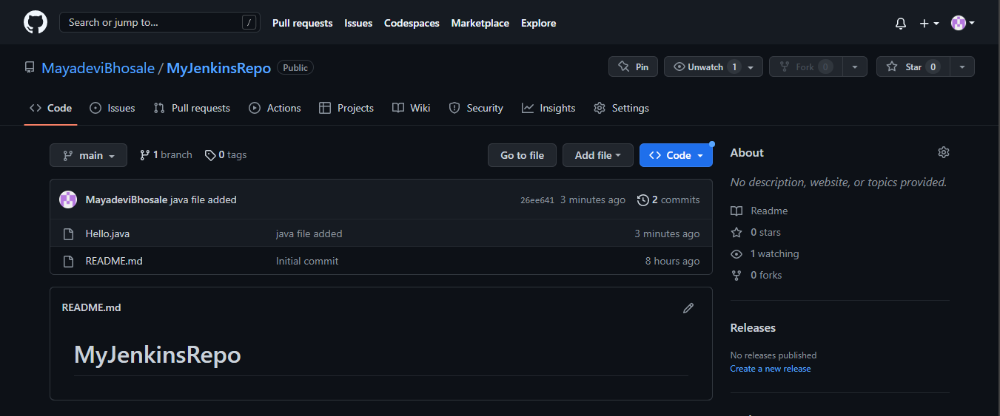 Search or jump to... / Pull requests Issues Codespaces Marketplace Explore
MayadeviBhosale / MyJenkinsRepo Public Pin Unwatch 1 Fork 0 Star 0
Code Issues Pull requests Actions Projects Wiki Security Insights Settings
main 1 branch 0 tags Go to file Add file Code
MayadeviBhosale java file added 26ee641 3 minutes ago 2 commits
Hello.java java file added 3 minutes ago
README.md Initial commit 8 hours ago
README.md
MyJenkinsRepo
About
No description, website, or topics provided.
Readme
0 stars
1 watching
0 forks
Releases
No releases published
Create a new release